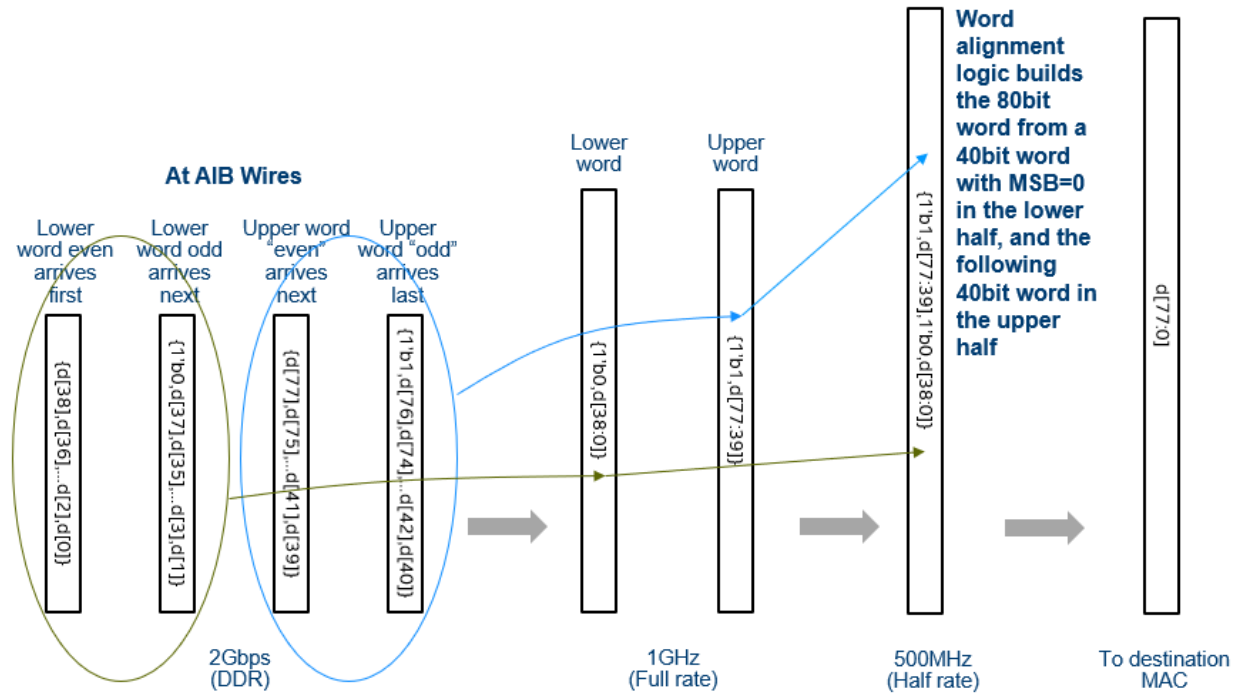 At AIB Wires
Lower
word even
arrives
first
Lower
word odd
arrives
next
Upper word
"even"
arrives
next
Upper
word "odd"
arrives
last
{d[38],d[36],...d[2],d[0]}
{1'b0,d[37],d[35],...d[3],d[1]}
{d[77],d[75],...d[41],d[39]}
{1'b1,d[76],d[74],...d[42],d[40]}
2Gbps
(DDR)
Lower
word
Upper
word
{1'b0,d[38:0]}
{1'b1,d[77:39]}
1GHz
(Full rate)
{1'b1,d[77:39],1'b0,d[38:0]}
500MHz
(Half rate)
Word
alignment
logic builds
the 80bit
word from a
40bit word
with MSB=0
in the lower
half, and the
following
40bit word in
the upper
half
d[77:0]
To destination
MAC